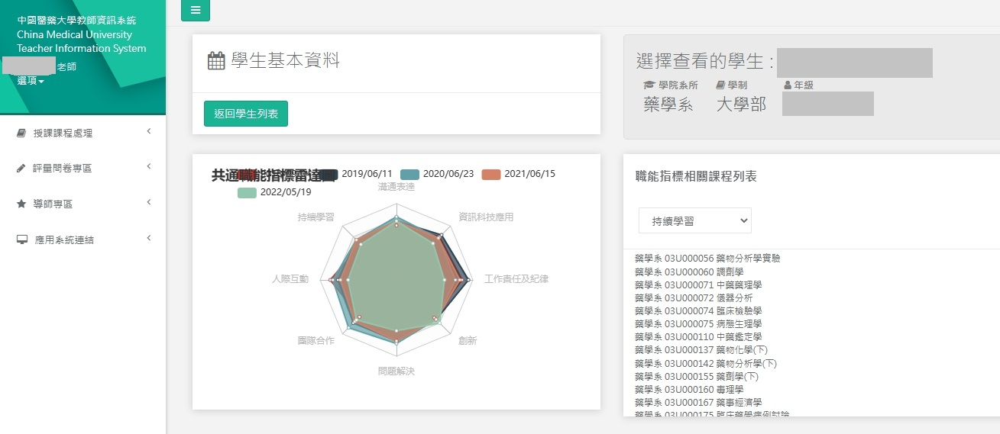 中國醫藥大學教師資訊系統
China Medical University
Teacher Information System
老師
選項
授課課程處理
評量問卷專區
導師專區
應用系統連結
學生基本資料
返回學生列表
選擇查看的學生 :
學院系所 學制 年級
藥學系 大學部
共通職能指標雷達圖 2019/06/11 2020/06/23 2021/06/15
2022/05/19
溝通表達
持續學習 資訊科技應用
人際互動 工作責任及紀律
團隊合作 創新
問題解決
職能指標相關課程列表
持續學習
藥學系 03U000056 藥物分析學實驗
藥學系 03U000060 調劑學
藥學系 03U000071 中藥藥理學
藥學系 03U000072 儀器分析
藥學系 03U000074 臨床檢驗學
藥學系 03U000075 病態生理學
藥學系 03U000110 中藥鑑定學
藥學系 03U000137 藥物化學(下)
藥學系 03U000142 藥物分析學(下)
藥學系 03U000155 藥劑學(下)
藥學系 03U000160 毒理學
藥學系 03U000167 藥事經濟學
藥學系 03U000175 臨床藥學病例討論